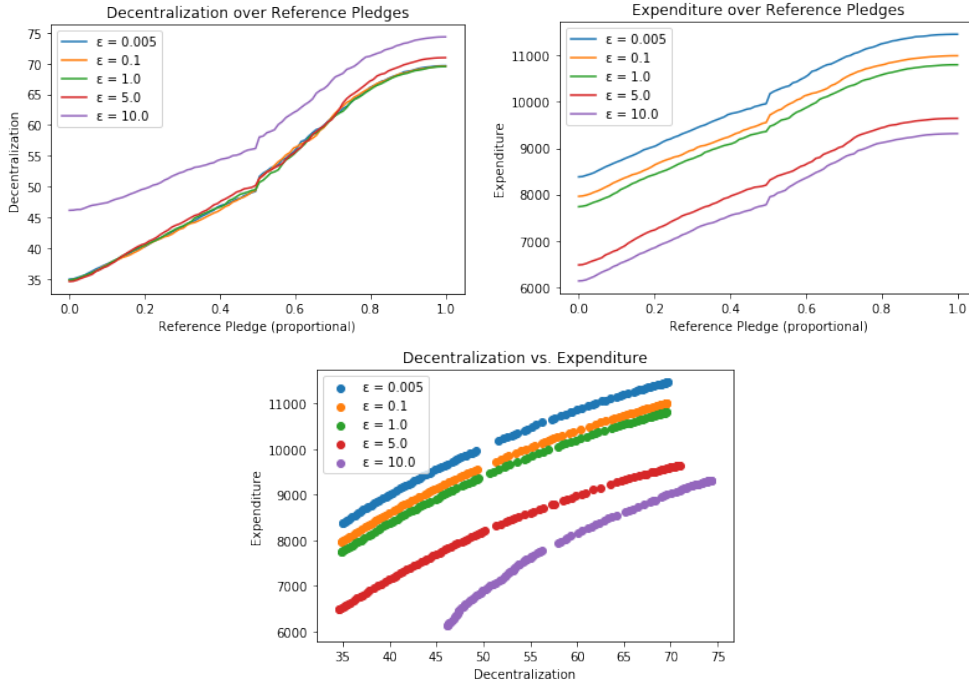 Decentralization over Reference Pledges
75
70
65
60
55
50
45
40
35
Decentralization
ε = 0.005
ε = 0.1
ε = 1.0
ε = 5.0
ε = 10.0
0.0 0.2 0.4 0.6 0.8 1.0
Reference Pledge (proportional)
Expenditure over Reference Pledges
11000
10000
9000
8000
7000
6000
Expenditure
ε = 0.005
ε = 0.1
ε = 1.0
ε = 5.0
ε = 10.0
0.0 0.2 0.4 0.6 0.8 1.0
Reference Pledge (proportional)
Decentralization vs. Expenditure
11000
10000
9000
8000
7000
6000
Expenditure
ε = 0.005
ε = 0.1
ε = 1.0
ε = 5.0
ε = 10.0
35 40 45 50 55 60 65 70 75
Decentralization